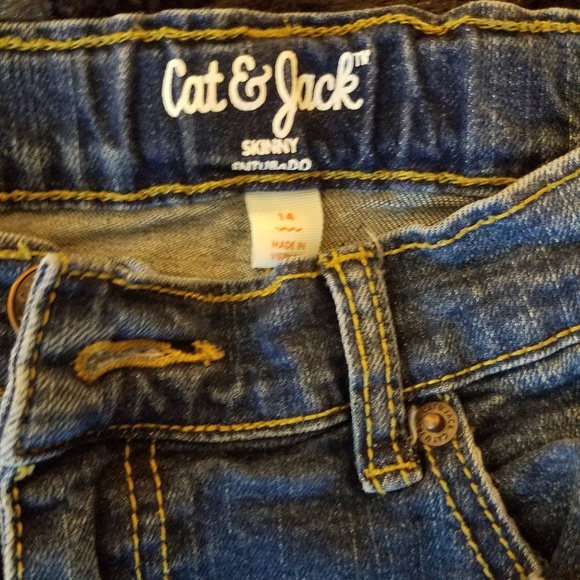 Cat & Jack™
SKINNY
ENTUBADO
14
MADE IN